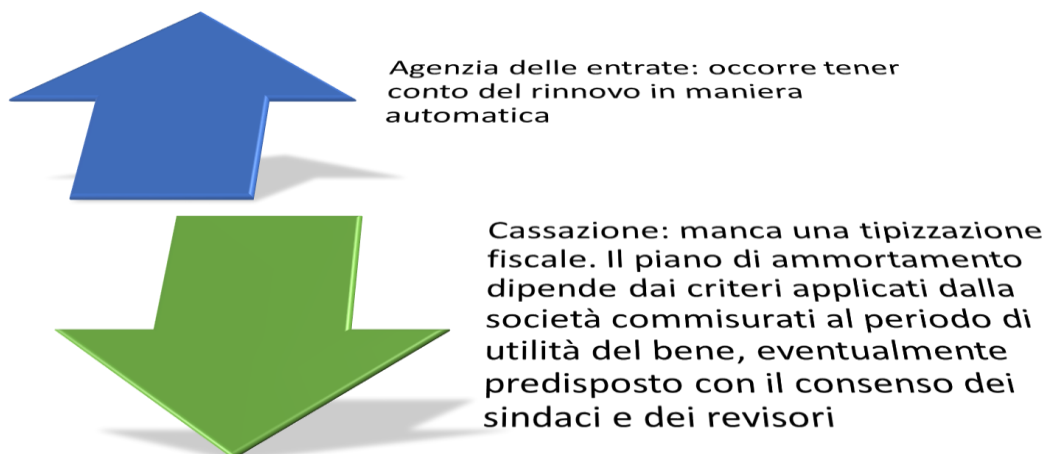 Agenzia delle entrate: occorre tener
conto del rinnovo in maniera
automatica
Cassazione: manca una tipizzazione
fiscale. Il piano di ammortamento
dipende dai criteri applicati dalla
società commisurati al periodo di
utilità del bene, eventualmente
predisposto con il consenso dei
sindaci e dei revisori